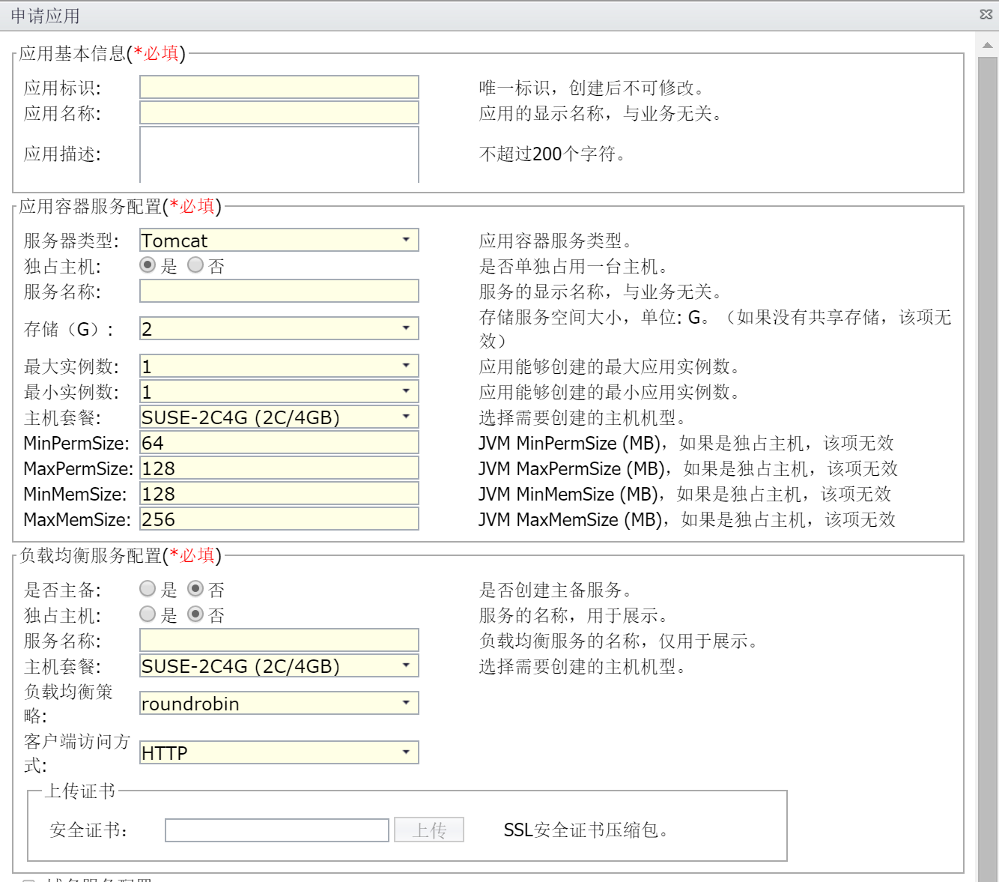 申请应用
应用基本信息(*必填)
应用标识: 唯一标识，创建后不可修改。
应用名称: 应用的显示名称，与业务无关。
应用描述: 不超过200个字符。
应用容器服务配置(*必填)
服务器类型: Tomcat 应用容器服务类型。
独占主机: 是 否 是否单独占用一台主机。
服务名称: 服务的显示名称，与业务无关。
存储（G）: 2 存储服务空间大小，单位: G。（如果没有共享存储，该项无
效）
最大实例数: 1 应用能够创建的最大应用实例数。
最小实例数: 1 应用能够创建的最小应用实例数。
主机套餐: SUSE-2C4G (2C/4GB) 选择需要创建的主机机型。
MinPermSize: 64 JVM MinPermSize (MB)，如果是独占主机，该项无效
MaxPermSize: 128 JVM MaxPermSize (MB)，如果是独占主机，该项无效
MinMemSize: 128 JVM MinMemSize (MB)，如果是独占主机，该项无效
MaxMemSize: 256 JVM MaxMemSize (MB)，如果是独占主机，该项无效
负载均衡服务配置(*必填)
是否主备: 是 否 是否创建主备服务。
独占主机: 是 否 服务的名称，用于展示。
服务名称: 负载均衡服务的名称，仅用于展示。
主机套餐: SUSE-2C4G (2C/4GB) 选择需要创建的主机机型。
负载均衡策
略: roundrobin
客户端访问方
式: HTTP
上传证书
安全证书: 上传 SSL安全证书压缩包。